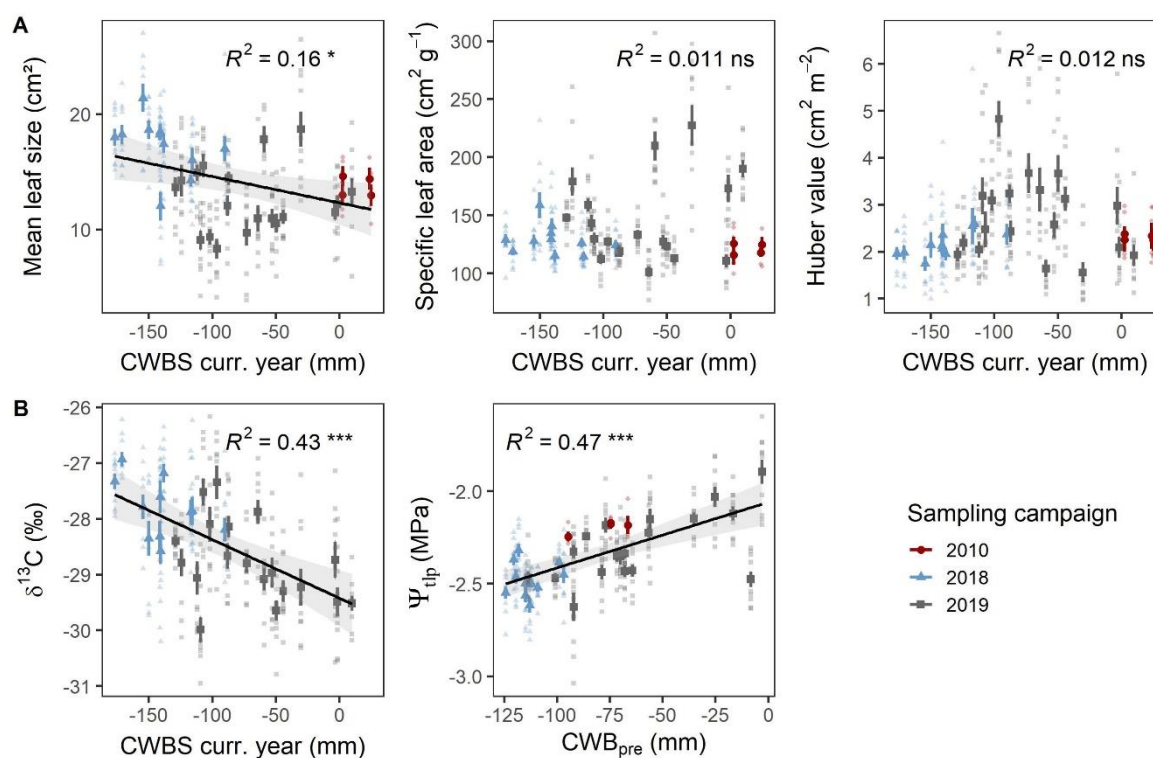 A
Mean leaf size (cm²)
20
10
R² = 0.16 *
-150 -100 -50 0
CWBS curr. year (mm)
Specific leaf area (cm² g⁻¹)
300
250
200
150
100
R² = 0.011 ns
-150 -100 -50 0
CWBS curr. year (mm)
Huber value (cm² m⁻²)
6
5
4
3
2
1
R² = 0.012 ns
-150 -100 -50 0
CWBS curr. year (mm)
B
δ¹³C (‰)
-26
-27
-28
-29
-30
-31
R² = 0.43 ***
-150 -100 -50 0
CWBS curr. year (mm)
Ψtlp (MPa)
-2.0
-2.5
-3.0
R² = 0.47 ***
-125 -100 -75 -50 -25 0
CWBpre (mm)
Sampling campaign
2010
2018
2019